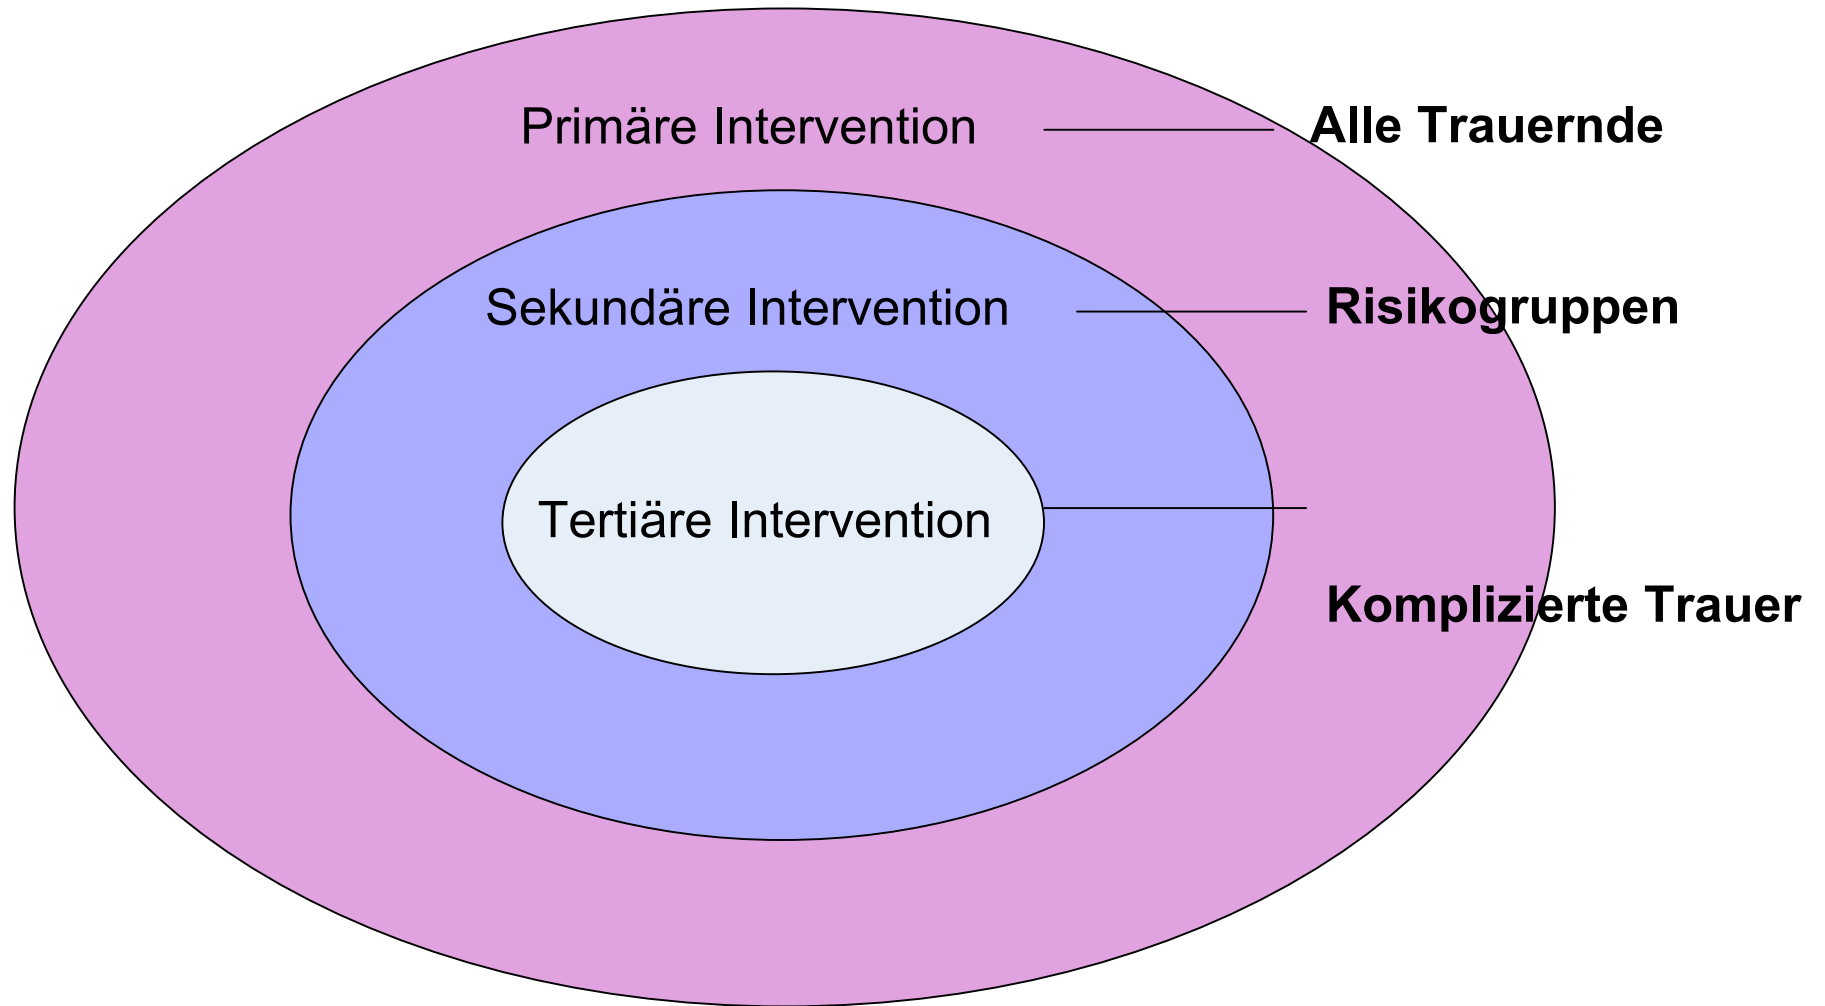 Primäre Intervention
Alle Trauernde
Sekundäre Intervention
Risikogruppen
Tertiäre Intervention
Komplizierte Trauer